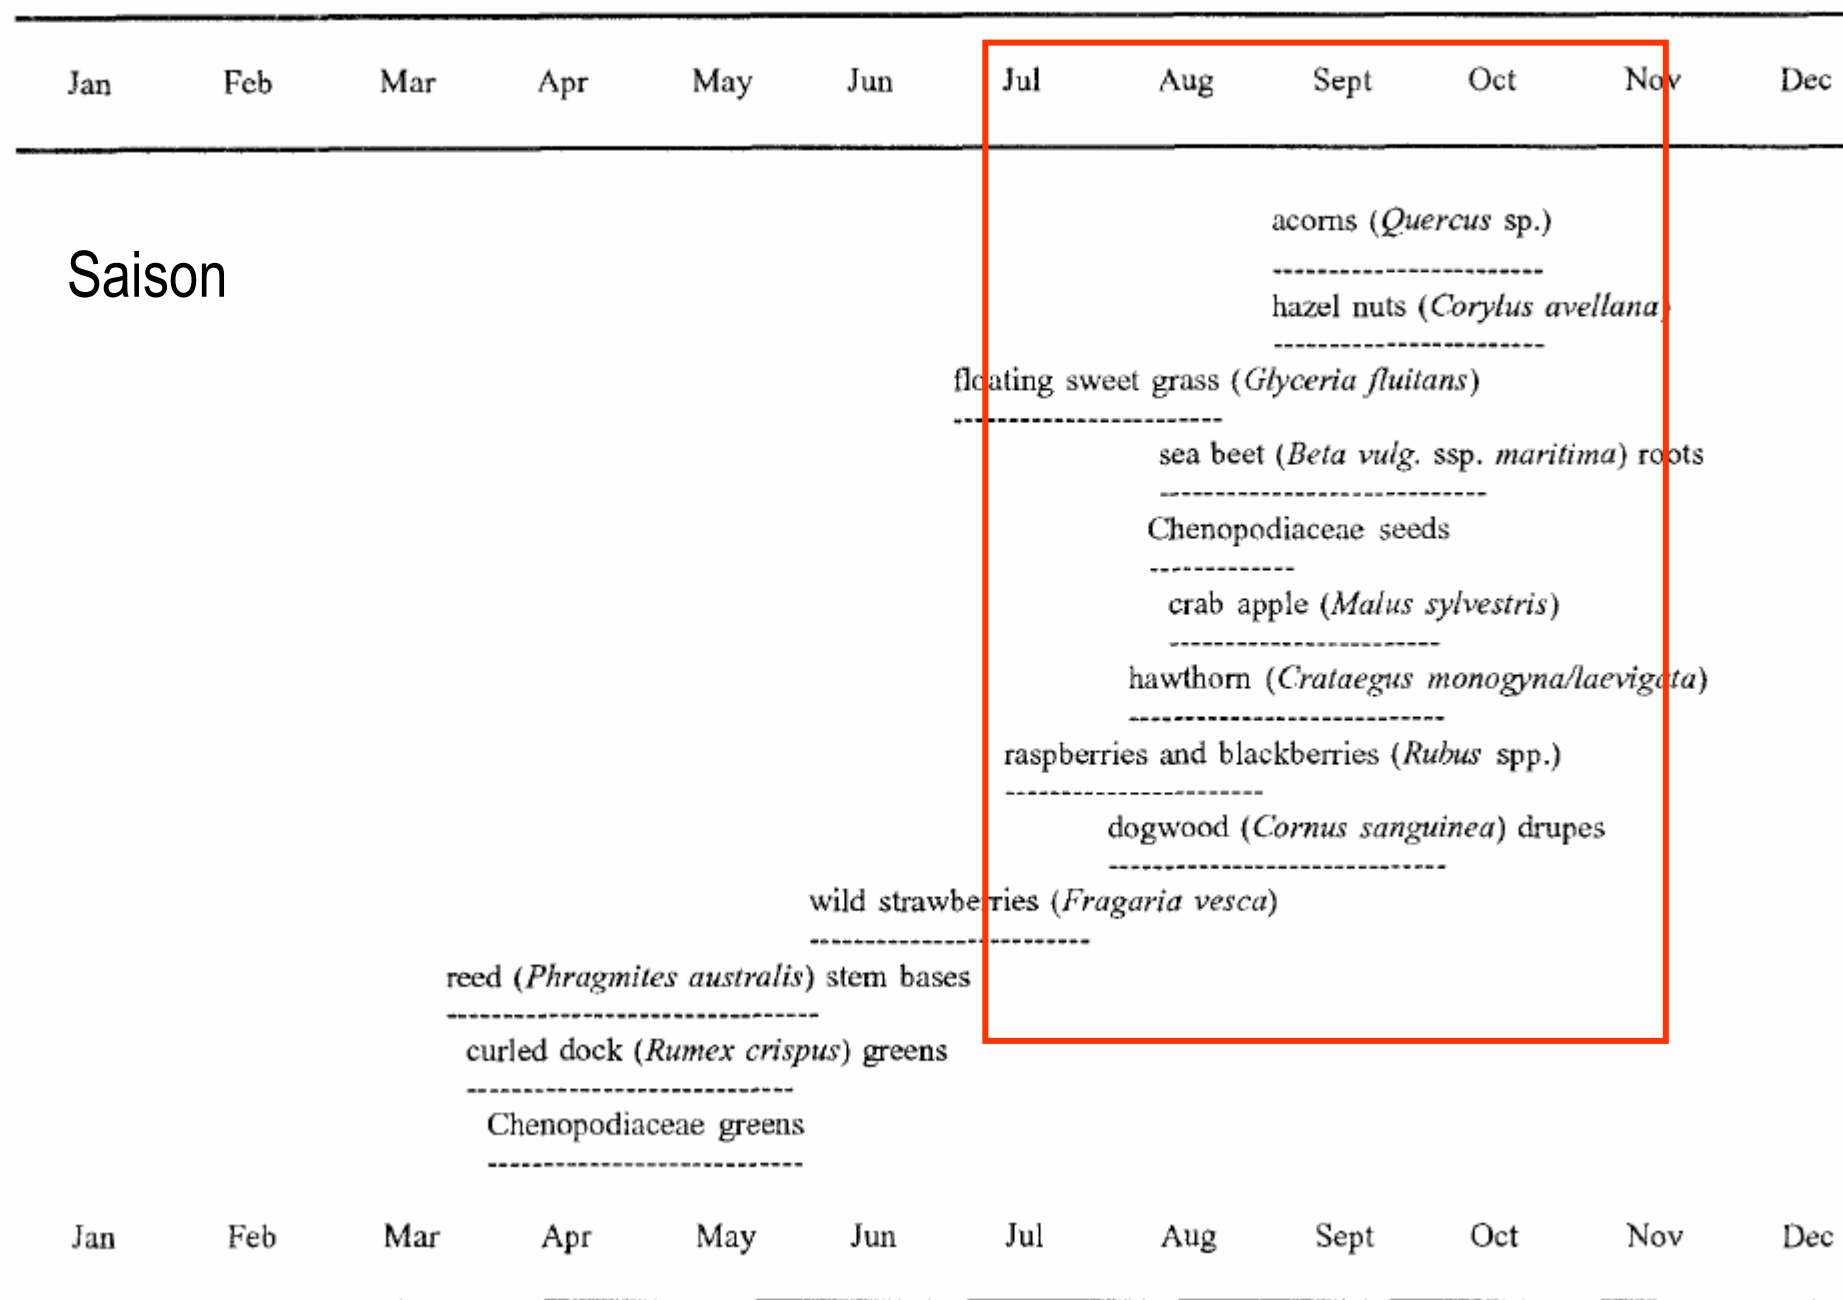 Jan Feb Mar Apr May Jun Jul Aug Sept Oct Nov Dec
acorns (Quercus sp.)
Saison
hazel nuts (Corylus avellana)
floating sweet grass (Glyceria fluitans)
sea beet (Beta vulg. ssp. maritima) roots
Chenopodiaceae seeds
crab apple (Malus sylvestris)
hawthorn (Crataegus monogyna/laevigata)
raspberries and blackberries (Rubus spp.)
dogwood (Cornus sanguinea) drupes
wild strawberries (Fragaria vesca)
reed (Phragmites australis) stem bases
curled dock (Rumex crispus) greens
Chenopodiaceae greens
Jan Feb Mar Apr May Jun Jul Aug Sept Oct Nov Dec